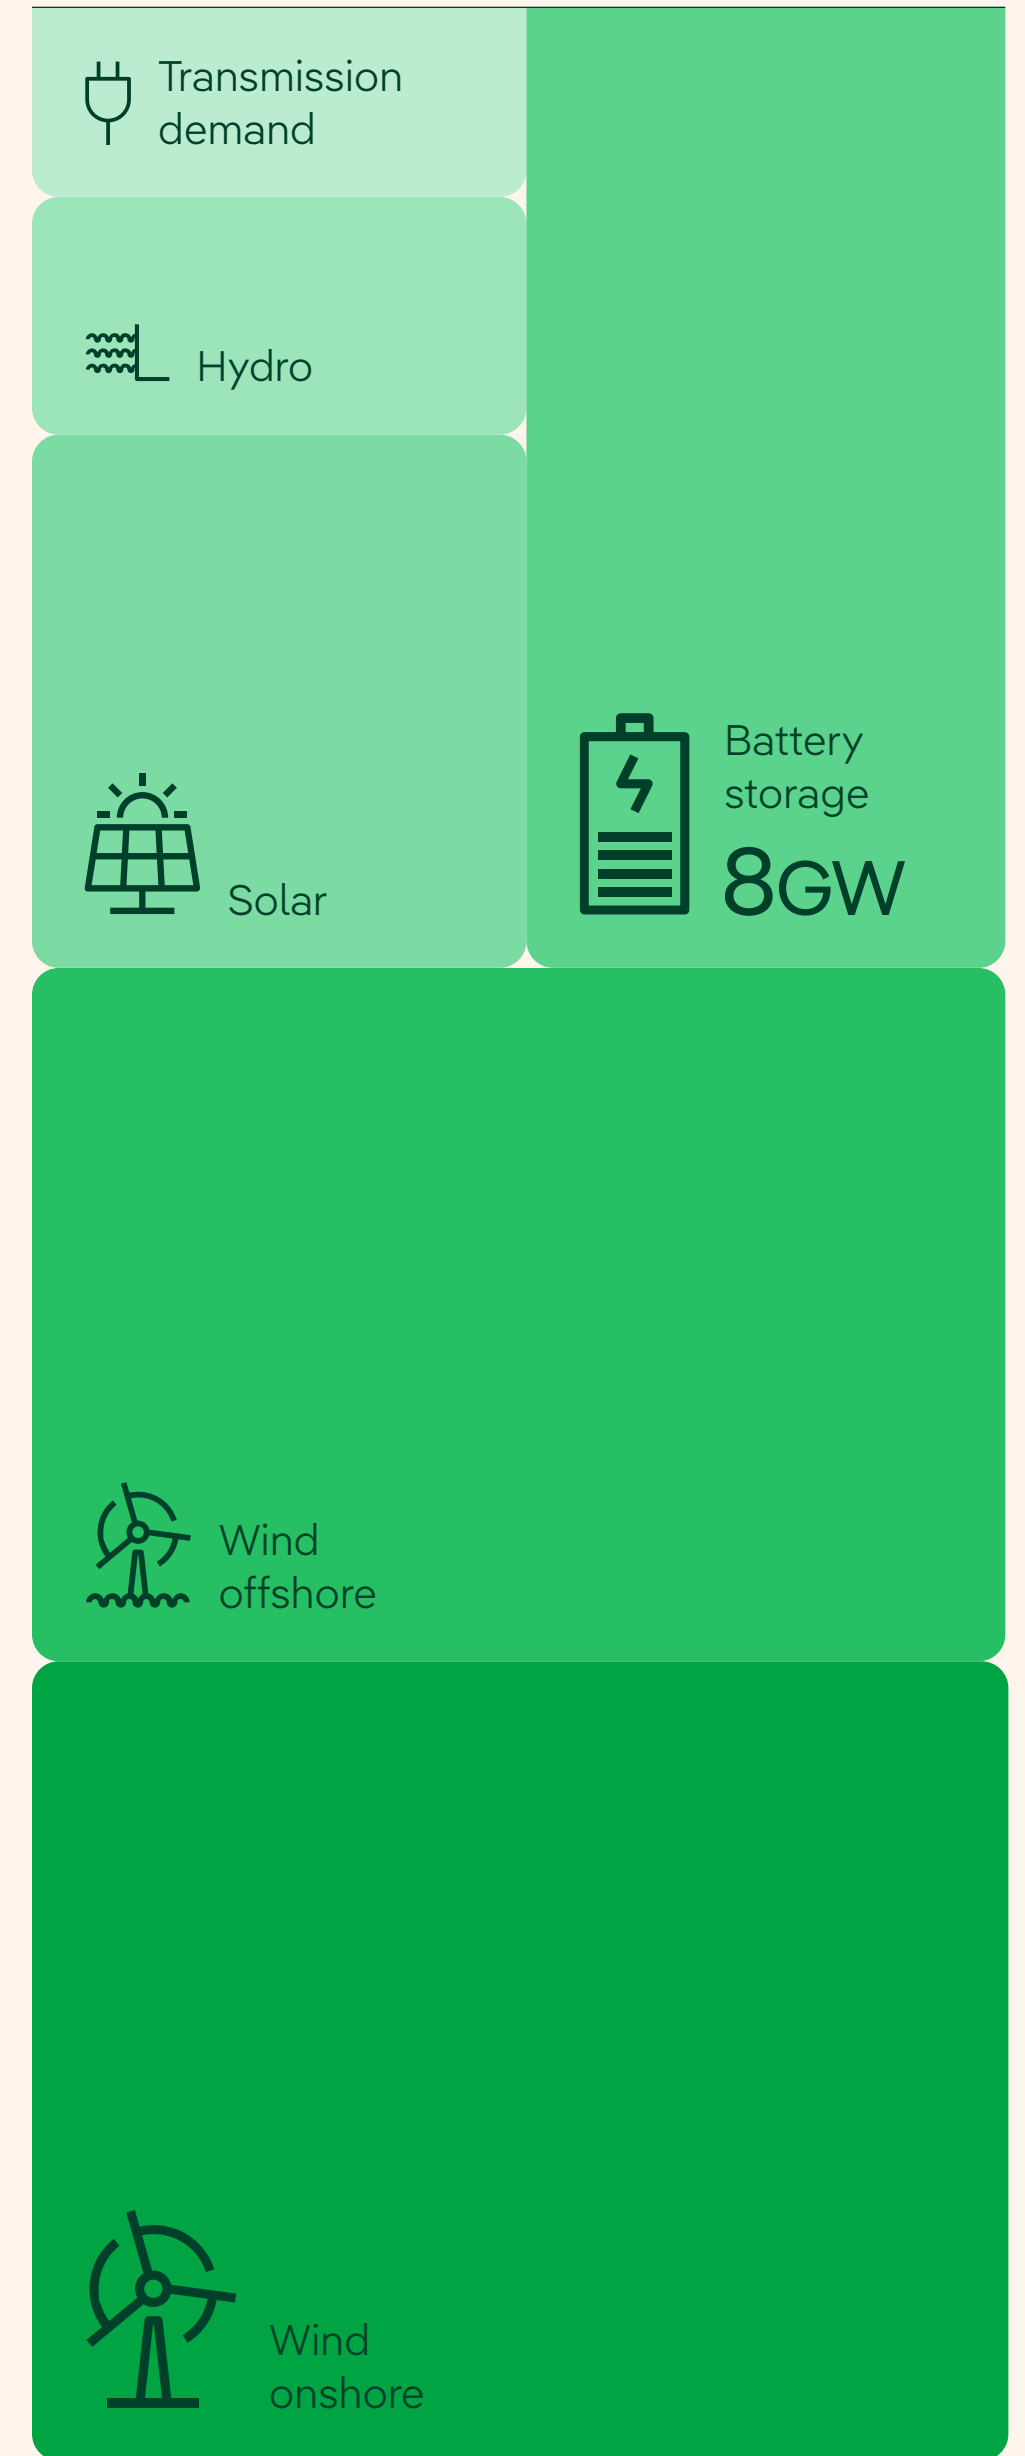 Transmission
demand
Hydro
Solar
Battery
storage
8GW
Wind
offshore
Wind
onshore